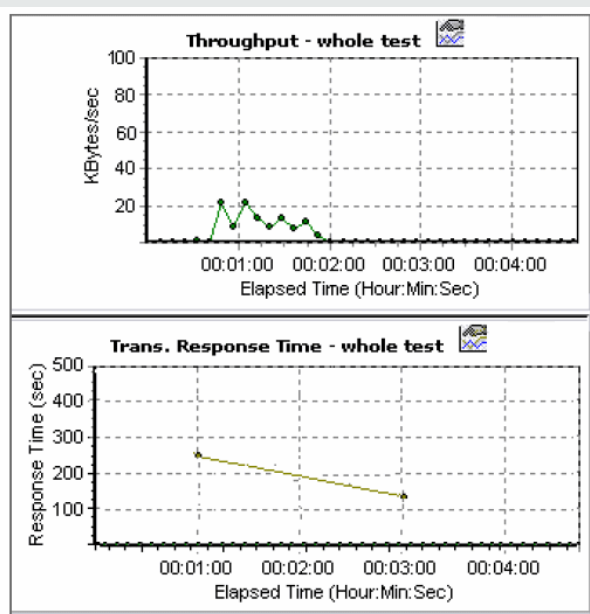 Throughput - whole test
100
80
60
40
20
KBytes/sec
00:01:00 00:02:00 00:03:00 00:04:00
Elapsed Time (Hour:Min:Sec)
Trans. Response Time - whole test
500
400
300
200
100
Response Time (sec)
00:01:00 00:02:00 00:03:00 00:04:00
Elapsed Time (Hour:Min:Sec)